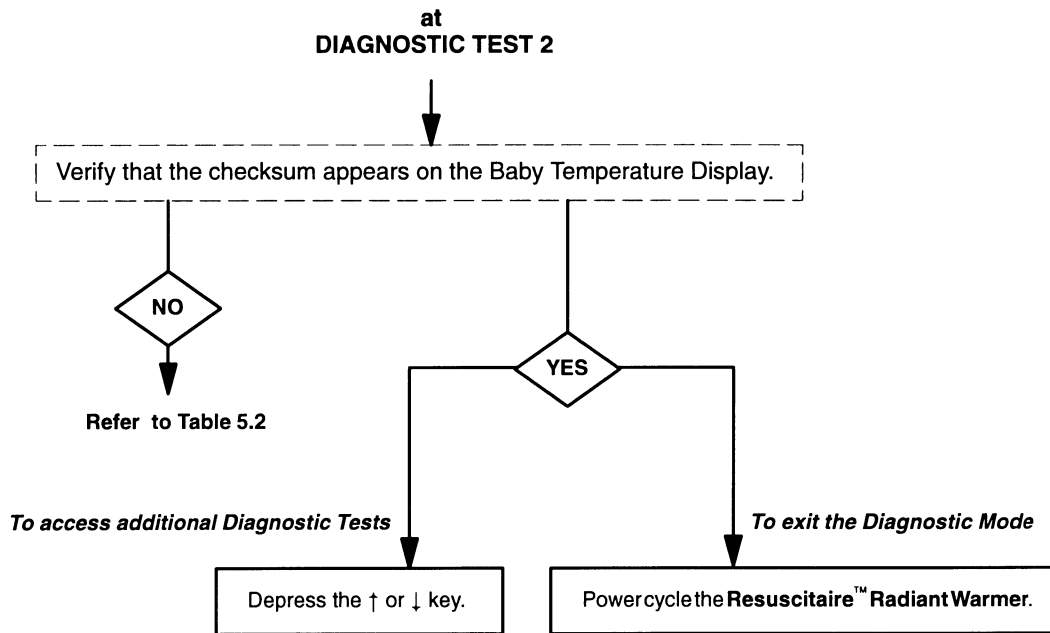 at
DIAGNOSTIC TEST 2
Verify that the checksum appears on the Baby Temperature Display.
NO
YES
Refer to Table 5.2
To access additional Diagnostic Tests
To exit the Diagnostic Mode
Depress the ↑ or ↓ key.
Power cycle the Resuscitaire™ Radiant Warmer.